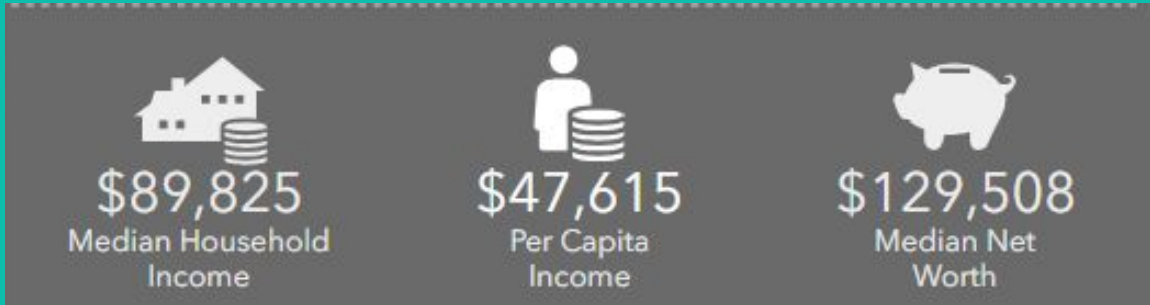 $89,825
Median Household
Income
$47,615
Per Capita
Income
$129,508
Median Net
Worth